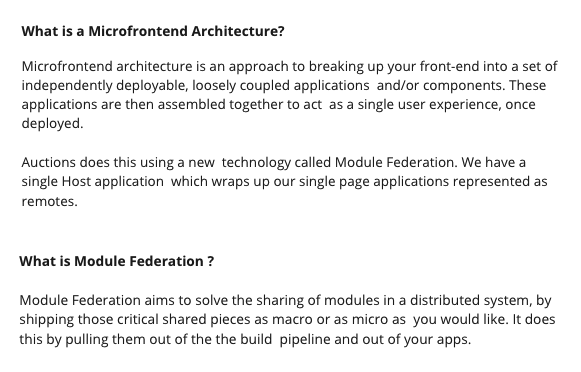 What is a Microfrontend Architecture?
Microfrontend architecture is an approach to breaking up your front-end into a set of
independently deployable, loosely coupled applications  and/or components. These
applications are then assembled together to act  as a single user experience, once
deployed.
Auctions does this using a new  technology called Module Federation. We have a
single Host application  which wraps up our single page applications represented as
remotes.
What is Module Federation ?
Module Federation aims to solve the sharing of modules in a distributed system, by
shipping those critical shared pieces as macro or as micro as  you would like. It does
this by pulling them out of the the build  pipeline and out of your apps.